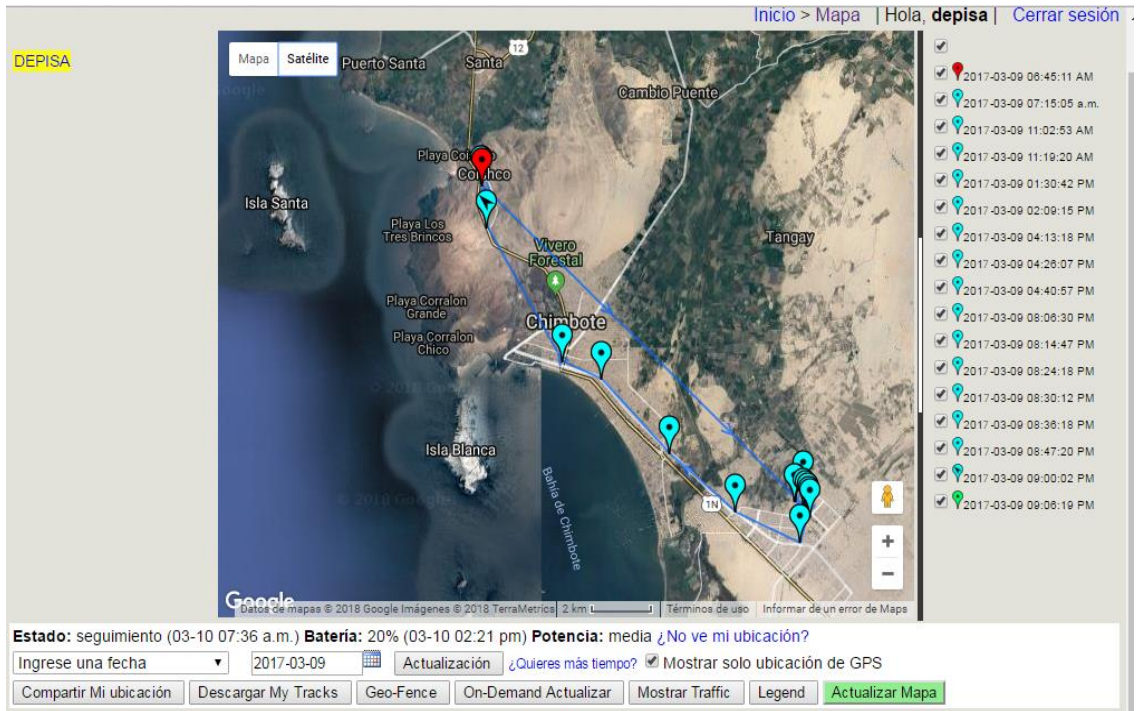 Inicio > Mapa | Hola, depisa | Cerrar sesión
DEPISA
Mapa Satélite
12
Puerto Santa
Santa
Cambio Puente
Playa
Isla Santa
Playa Los
Tres Brincos
Tangay
Vivero
Forestal
Playa Corralon
Grande
Chimbote
Playa Corralon
Chico
Isla Blanca
1N
Bahía de Chimbote
Google
Datos de mapas © 2018 Google Imágenes © 2018 TerraMetrics 2 km Términos de uso Informar de un error de Maps
2017-03-09 06:45:11 AM
2017-03-09 07:15:05 a.m.
2017-03-09 11:02:53 AM
2017-03-09 11:19:20 AM
2017-03-09 01:30:42 PM
2017-03-09 02:09:15 PM
2017-03-09 04:13:18 PM
2017-03-09 04:26:07 PM
2017-03-09 04:40:57 PM
2017-03-09 08:06:30 PM
2017-03-09 08:14:47 PM
2017-03-09 08:24:18 PM
2017-03-09 08:30:12 PM
2017-03-09 08:36:18 PM
2017-03-09 08:47:20 PM
2017-03-09 09:00:02 PM
2017-03-09 09:06:19 PM
Estado: seguimiento (03-10 07:36 a.m.) Batería: 20% (03-10 02:21 pm) Potencia: media ¿No ve mi ubicación?
Ingrese una fecha 2017-03-09 Actualización ¿Quieres más tiempo? Mostrar solo ubicación de GPS
Compartir Mi ubicación Descargar My Tracks Geo-Fence On-Demand Actualizar Mostrar Traffic Legend Actualizar Mapa